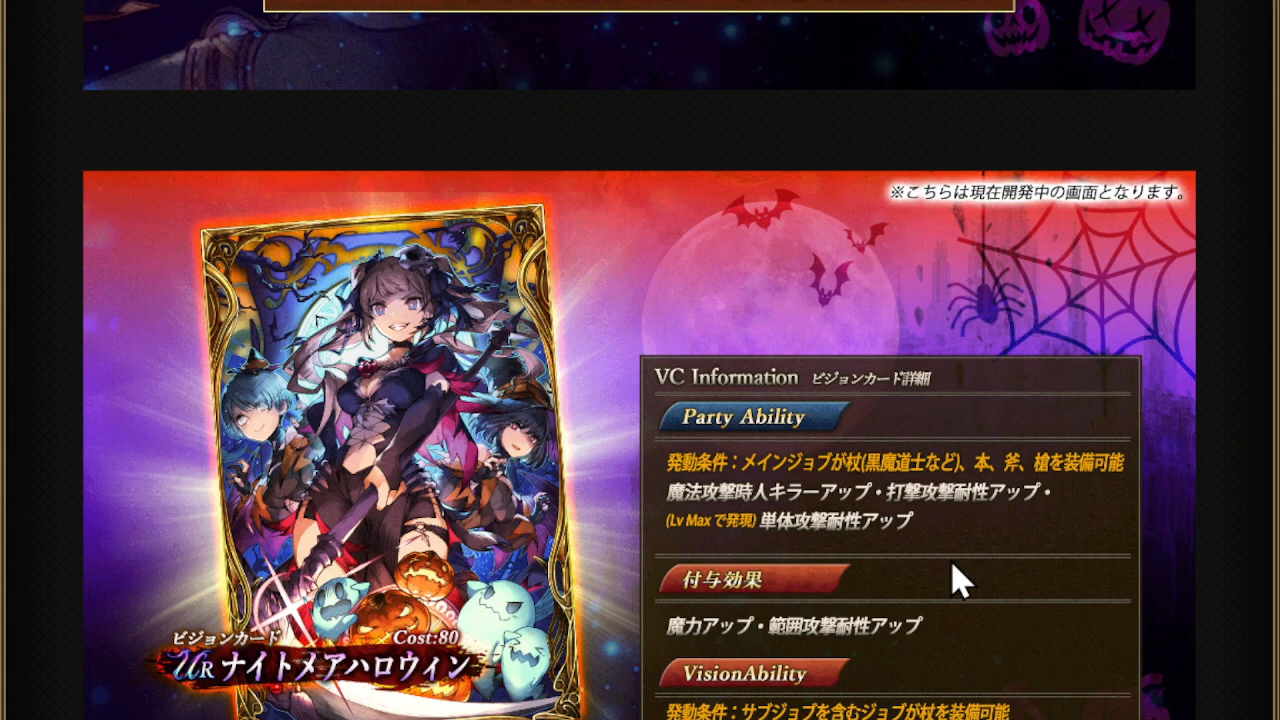 ※こちらは現在開発中の画面となります。
VC Information ビジョンカード詳細
Party Ability
発動条件：メインジョブが杖(黒魔道士など)、本、斧、槍を装備可能
魔法攻撃時人キラーアップ・打撃攻撃耐性アップ・
(Lv Max で発現) 単体攻撃耐性アップ
付与効果
魔力アップ・範囲攻撃耐性アップ
VisionAbility
発動条件：サブジョブを含むジョブが杖を装備可能
ビジョンカード Cost:80
UR ナイトメアハロウィン